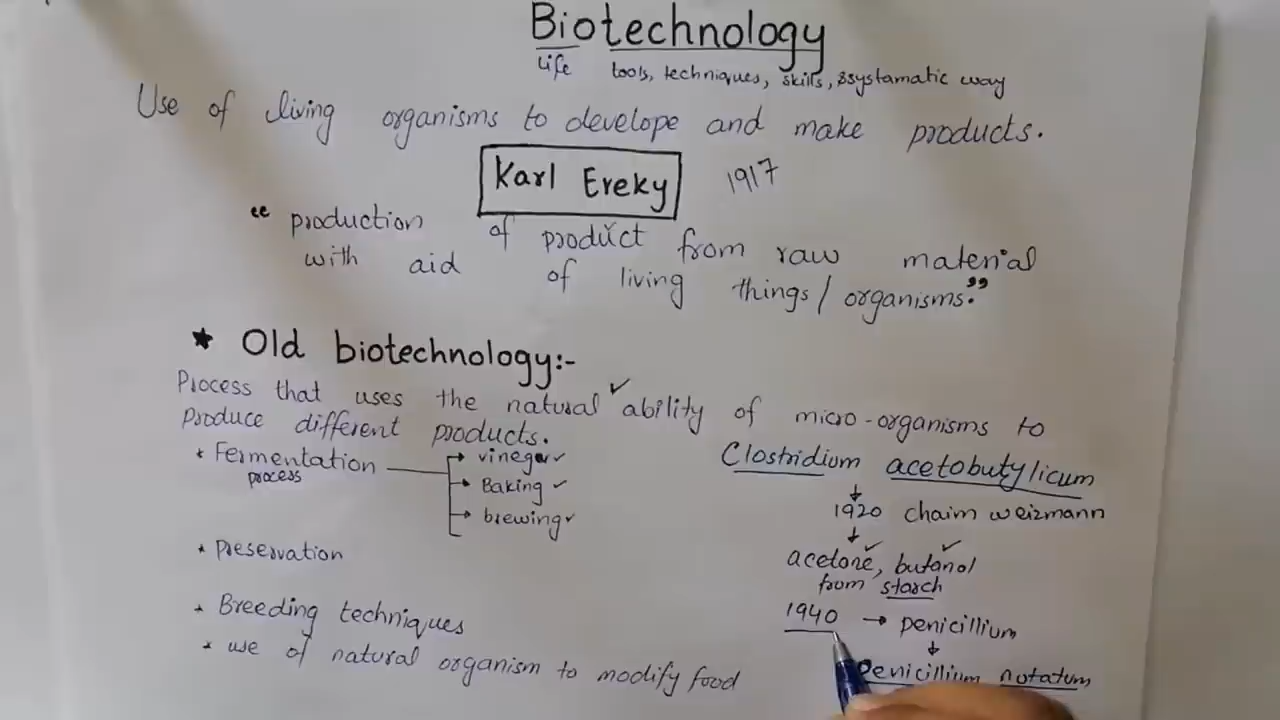 Biotechnology
Life tools, techniques, skills, & systamatic way
Use of living organisms to develope and make products.
Karl Ereky 1917
“ production of product from raw material
with aid of living things/organisms.”
★ Old biotechnology:-
Process that uses the natural ✓ ability of micro-organisms to
produce different products.
* Fermentation process → vinegar ✓
→ Baking ✓
→ brewing ✓
* Preservation
* Breeding techniques
* use of natural organism to modify food
Clostridium acetobutylicum
↓
1920 chaim weizmann
↓
acetone ✓, butanol ✓
from starch
1940 → penicillium
↓
Penicillium notatum